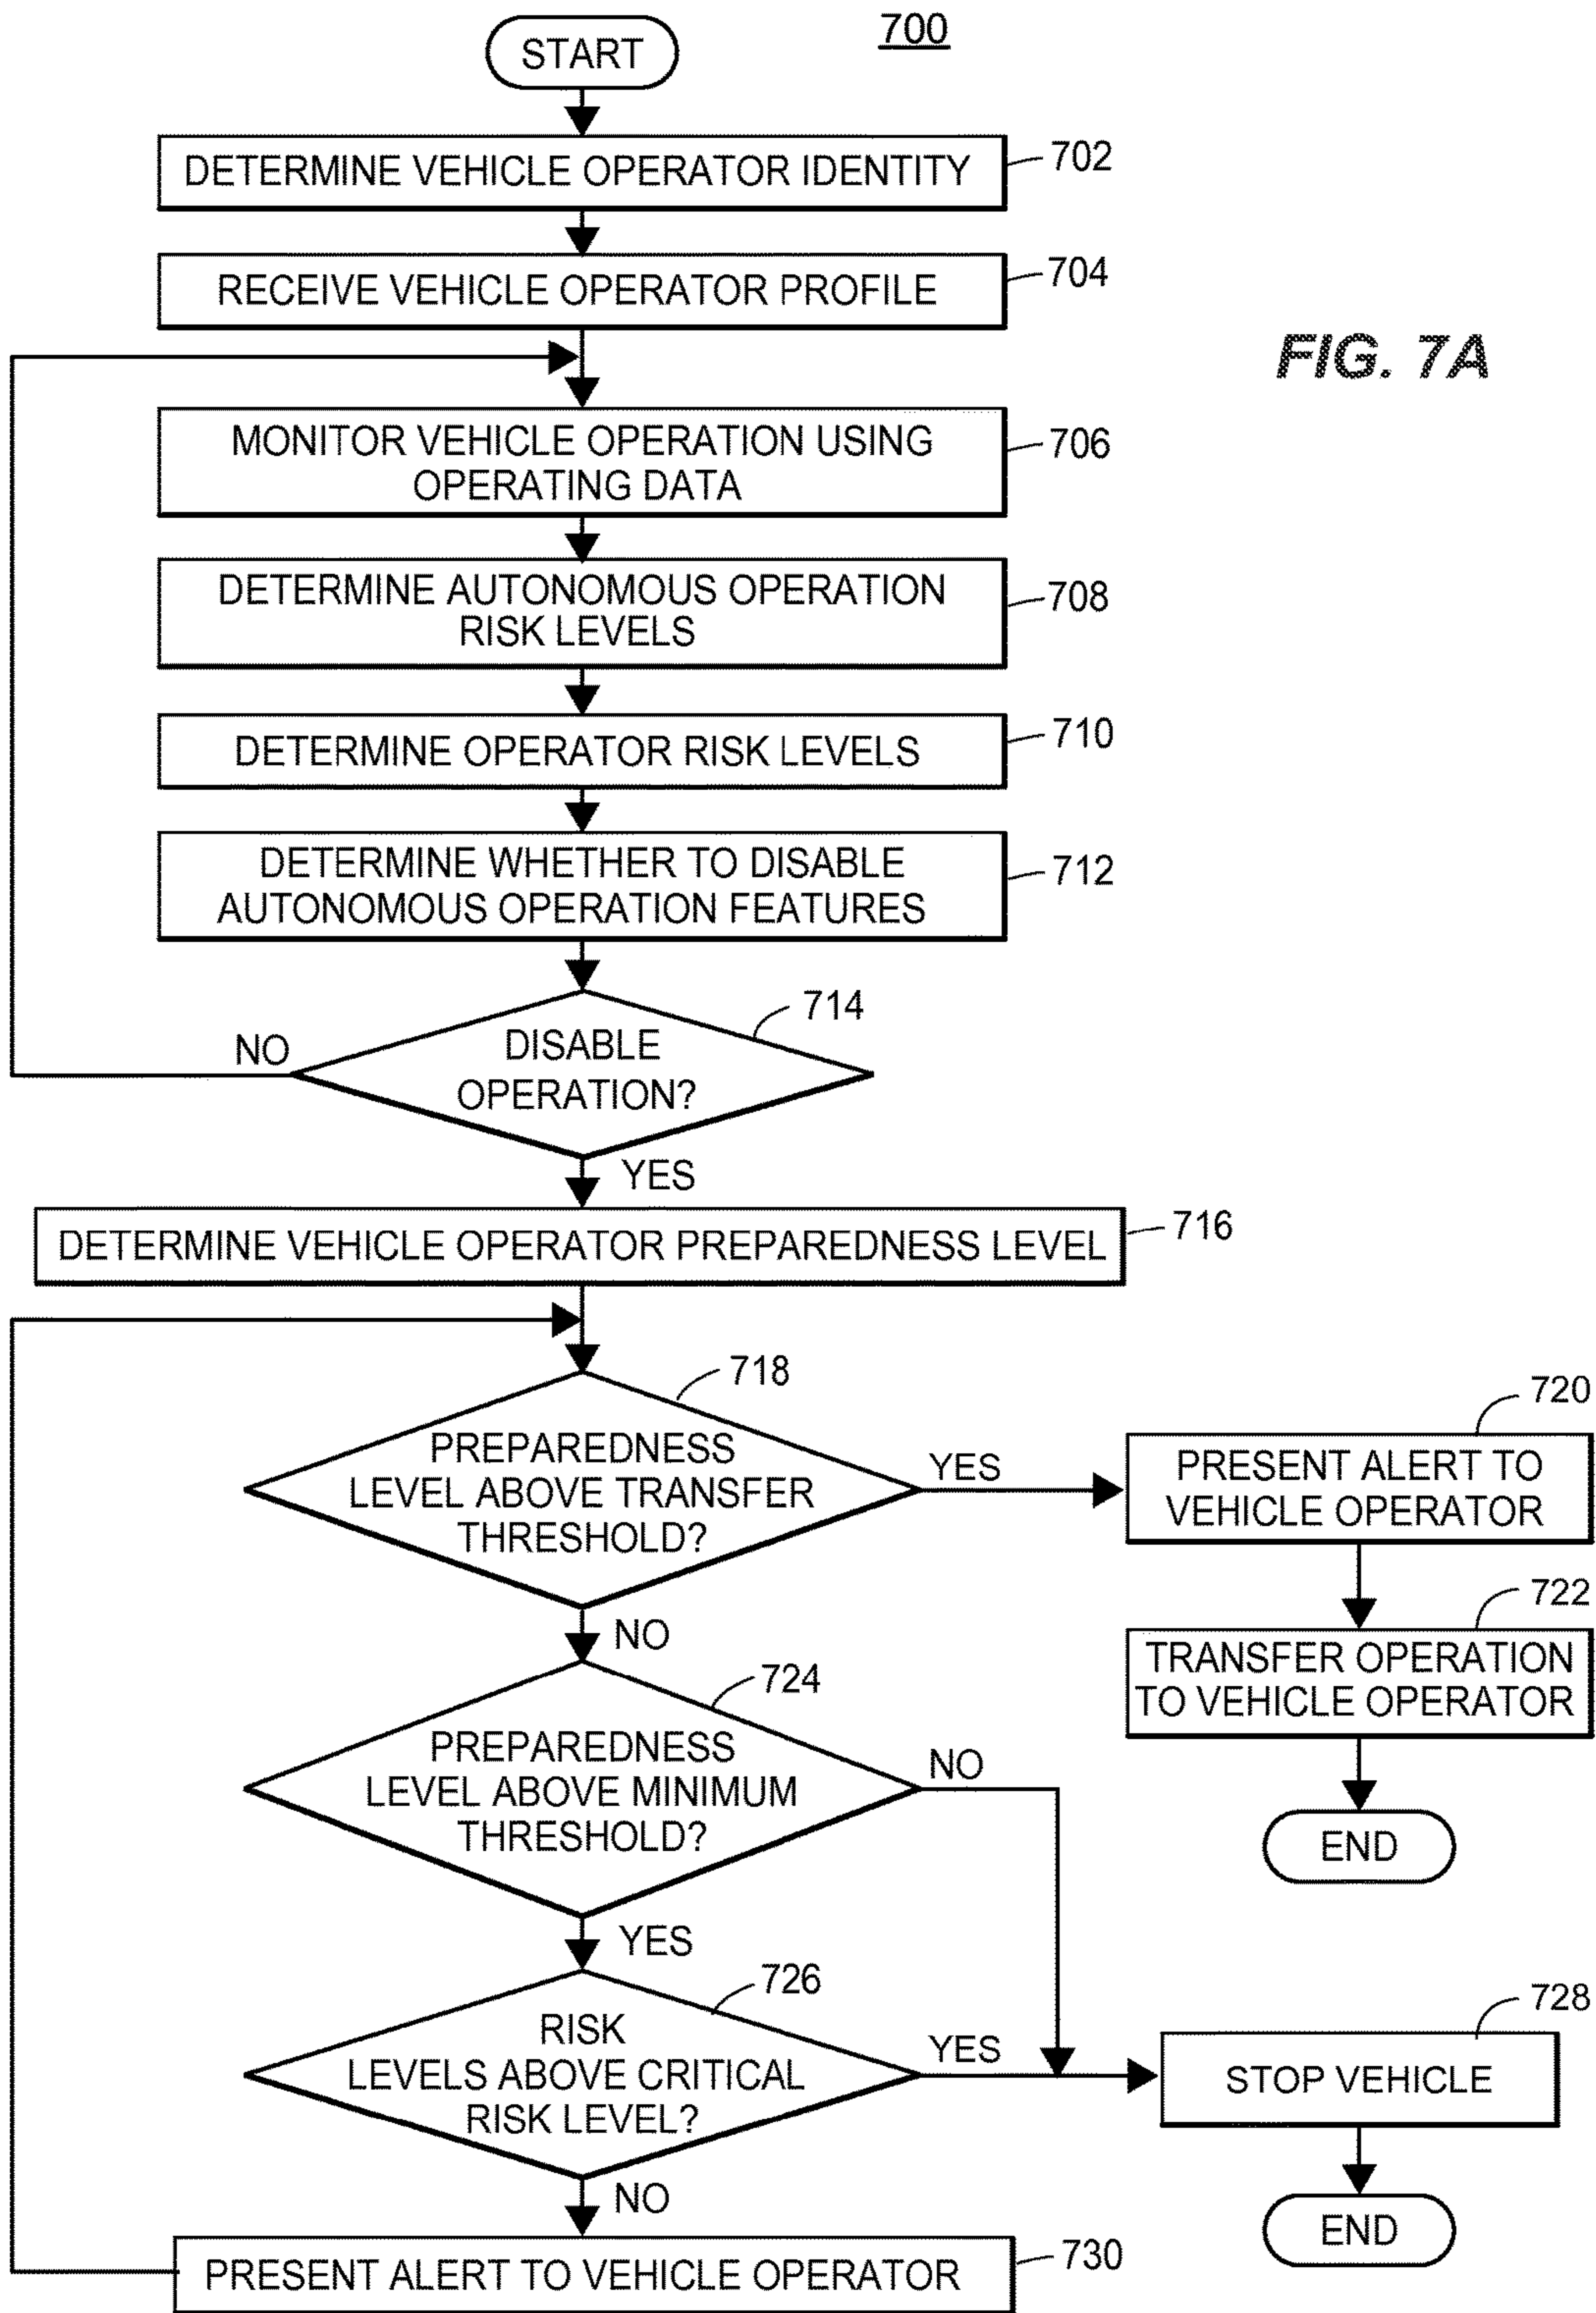 700
START
DETERMINE VEHICLE OPERATOR IDENTITY
702
RECEIVE VEHICLE OPERATOR PROFILE
704
FIG. 7A
MONITOR VEHICLE OPERATION USING
OPERATING DATA
706
DETERMINE AUTONOMOUS OPERATION
RISK LEVELS
708
DETERMINE OPERATOR RISK LEVELS
710
DETERMINE WHETHER TO DISABLE
AUTONOMOUS OPERATION FEATURES
712
714
NO
DISABLE
OPERATION?
YES
DETERMINE VEHICLE OPERATOR PREPAREDNESS LEVEL
716
718
PREPAREDNESS
LEVEL ABOVE TRANSFER
THRESHOLD?
YES
720
PRESENT ALERT TO
VEHICLE OPERATOR
722
TRANSFER OPERATION
TO VEHICLE OPERATOR
END
NO
724
PREPAREDNESS
LEVEL ABOVE MINIMUM
THRESHOLD?
NO
YES
726
RISK
LEVELS ABOVE CRITICAL
RISK LEVEL?
YES
728
STOP VEHICLE
END
NO
PRESENT ALERT TO VEHICLE OPERATOR
730